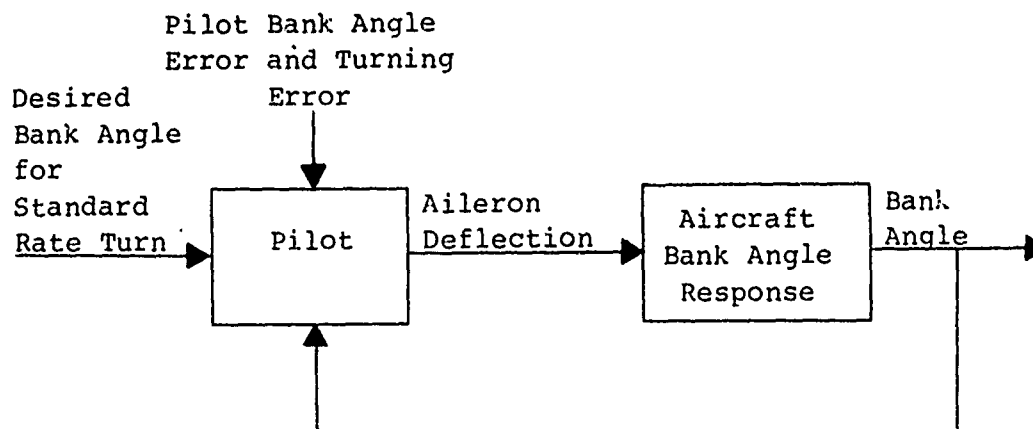 Pilot Bank Angle
Error and Turning
Error
Desired
Bank Angle
for
Standard
Rate Turn
Pilot
Aileron
Deflection
Aircraft
Bank Angle
Response
Bank
Angle